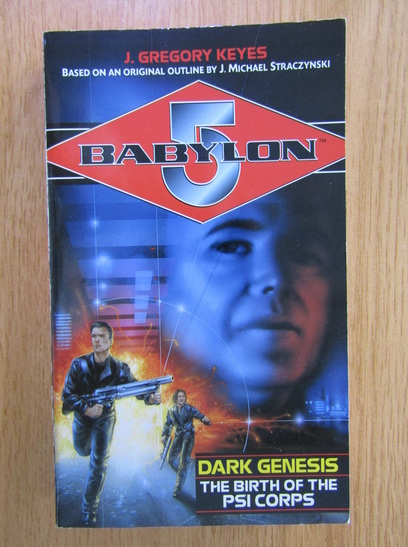 J. GREGORY KEYES
BASED ON AN ORIGINAL OUTLINE BY J. MICHAEL STRACZYNSKI
5
BABYLON™
DARK GENESIS
THE BIRTH OF THE
PSI CORPS